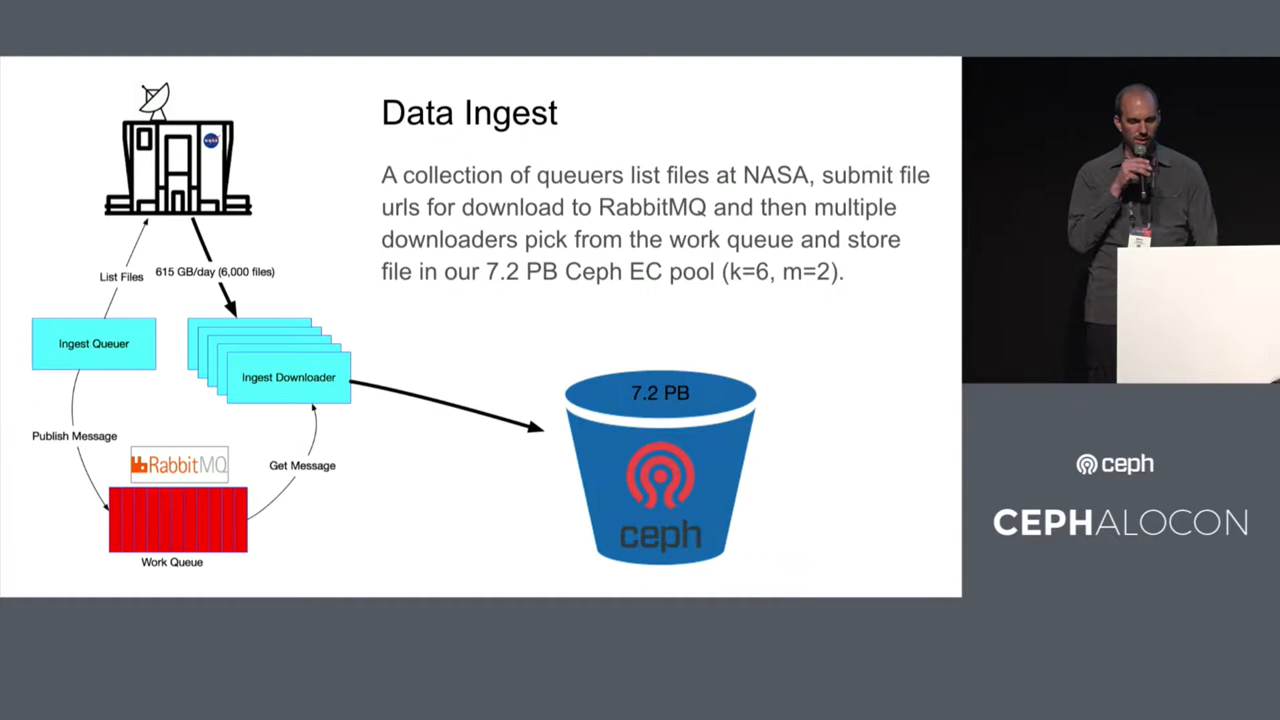 Data Ingest
A collection of queuers list files at NASA, submit file
urls for download to RabbitMQ and then multiple
downloaders pick from the work queue and store
file in our 7.2 PB Ceph EC pool (k=6, m=2).
NASA
List Files
615 GB/day (6,000 files)
Ingest Queuer
Ingest Downloader
Publish Message
RabbitMQ
Get Message
Work Queue
7.2 PB
ceph
ceph
CEPHALOCON